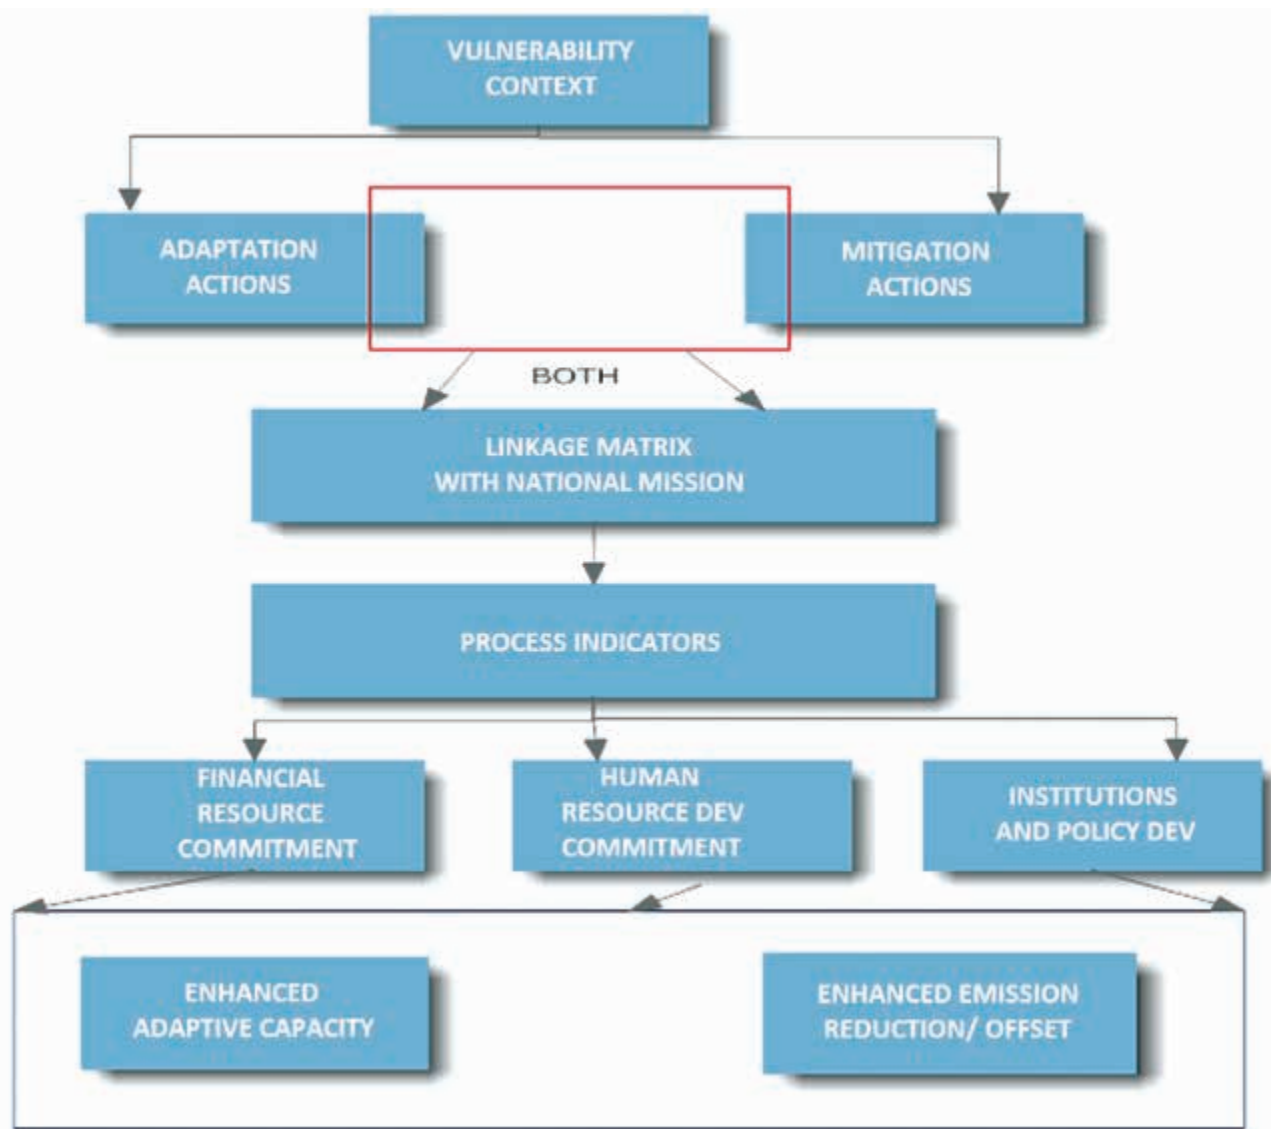 VULNERABILITY
CONTEXT
ADAPTATION
ACTIONS
MITIGATION
ACTIONS
BOTH
LINKAGE MATRIX
WITH NATIONAL MISSION
PROCESS INDICATORS
FINANCIAL
RESOURCE
COMMITMENT
HUMAN
RESOURCE DEV
COMMITMENT
INSTITUTIONS
AND POLICY DEV
ENHANCED
ADAPTIVE CAPACITY
ENHANCED EMISSION
REDUCTION/ OFFSET